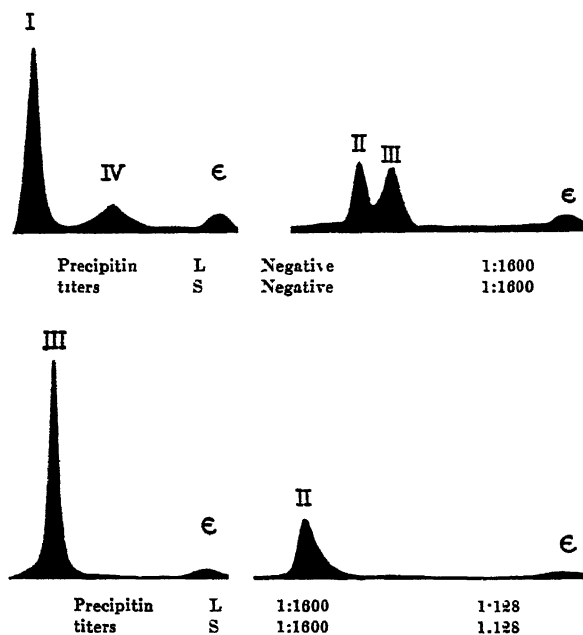 I
IV Є
II III Є
Precipitin L Negative 1:1600
titers S Negative 1:1600
III Є
II Є
Precipitin L 1:1600 1·128
titers S 1:1600 1.128